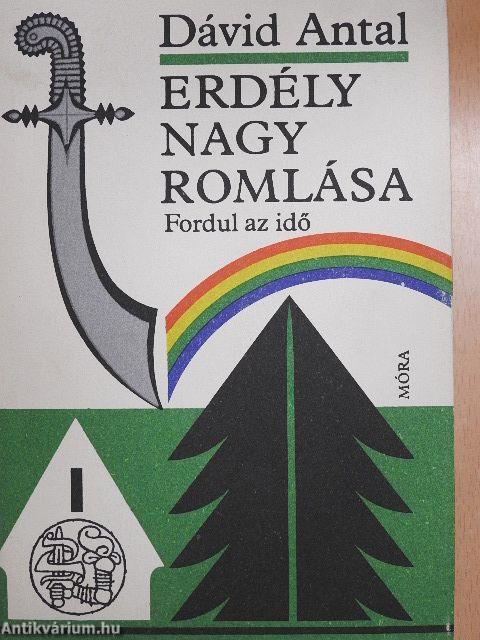 Dávid Antal
ERDÉLY
NAGY
ROMLÁSA
Fordul az idő
MÓRA
Antikvárium.hu